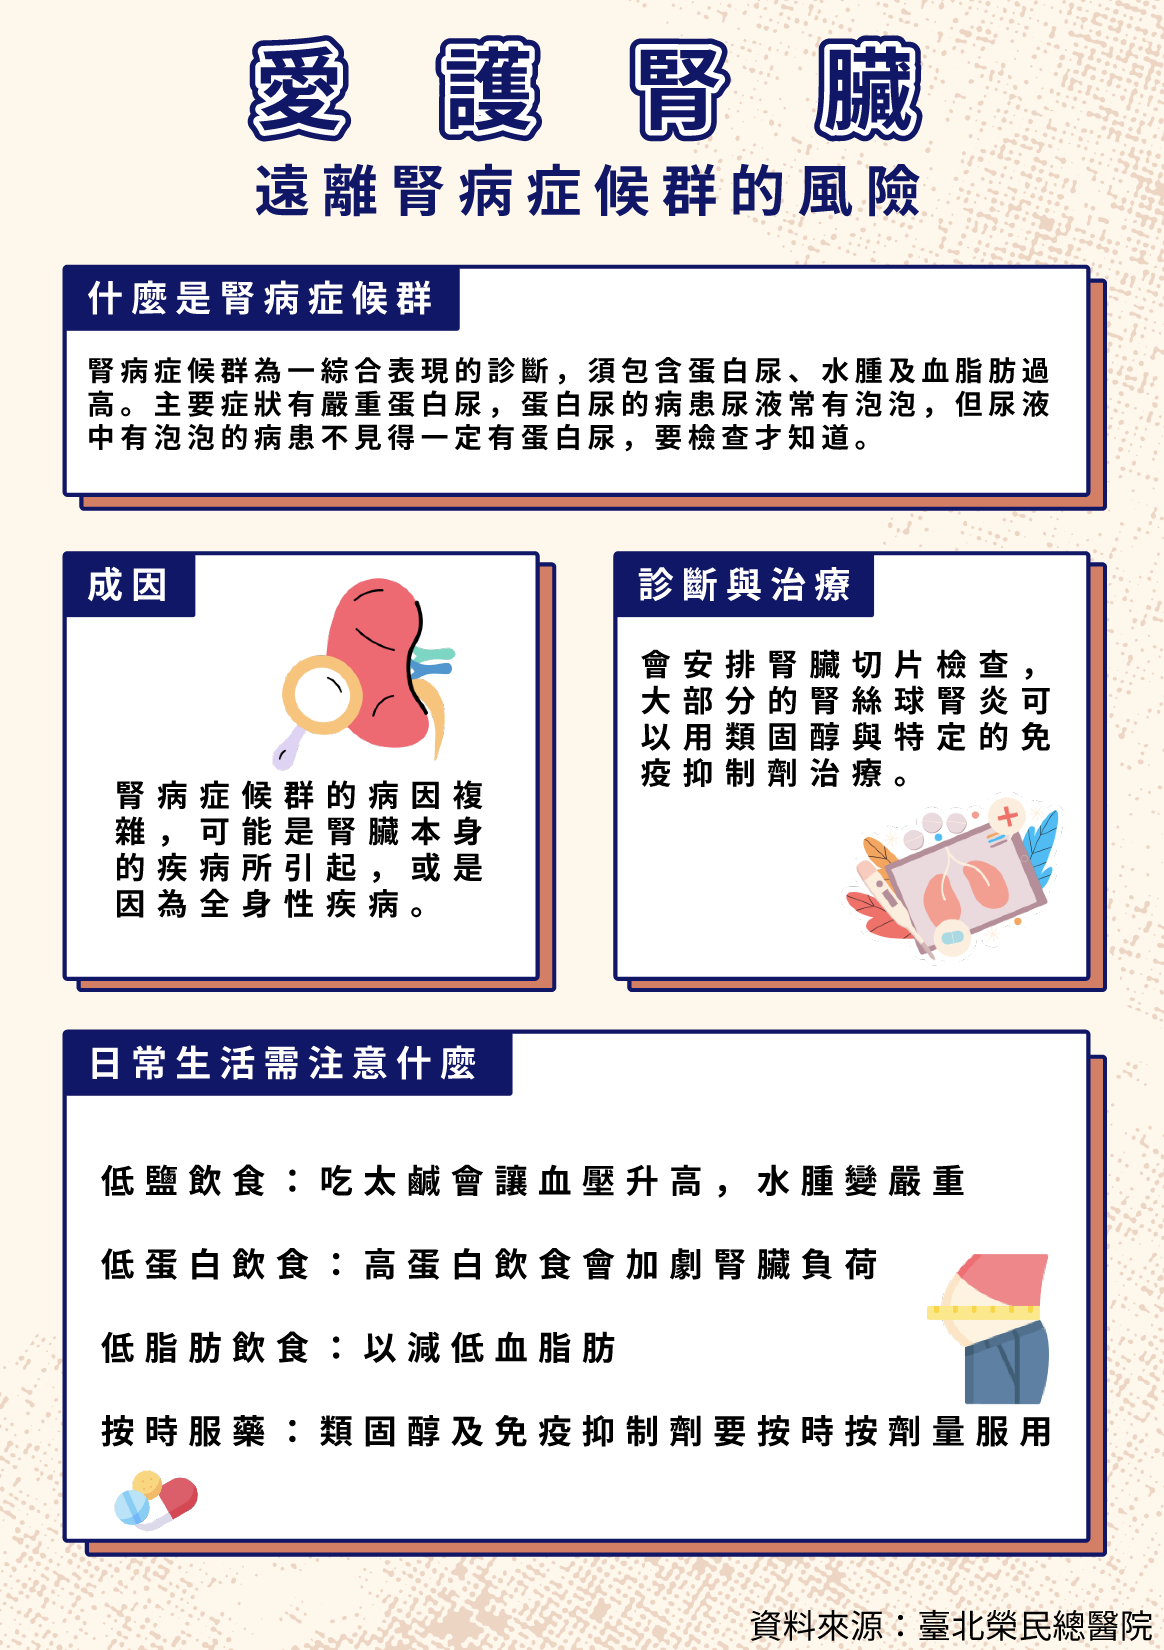 愛護腎臟
遠離腎病症候群的風險
什麼是腎病症候群
腎病症候群為一綜合表現的診斷，須包含蛋白尿、水腫及血脂肪過
高。主要症狀有嚴重蛋白尿，蛋白尿的病患尿液常有泡泡，但尿液
中有泡泡的病患不見得一定有蛋白尿，要檢查才知道。
成因
腎病症候群的病因複
雜，可能是腎臟本身
的疾病所引起，或是
因為全身性疾病。
診斷與治療
會安排腎臟切片檢查，
大部分的腎絲球腎炎可
以用類固醇與特定的免
疫抑制劑治療。
日常生活需注意什麼
低鹽飲食：吃太鹹會讓血壓升高，水腫變嚴重
低蛋白飲食：高蛋白飲食會加劇腎臟負荷
低脂肪飲食：以減低血脂肪
按時服藥：類固醇及免疫抑制劑要按時按劑量服用
資料來源：臺北榮民總醫院